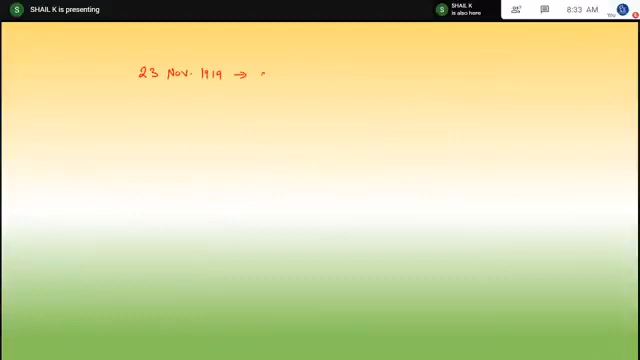 SHAIL K is presenting
S
S
SHAIL K
is also here
8:33 AM
You
23 Nov. 1919 →